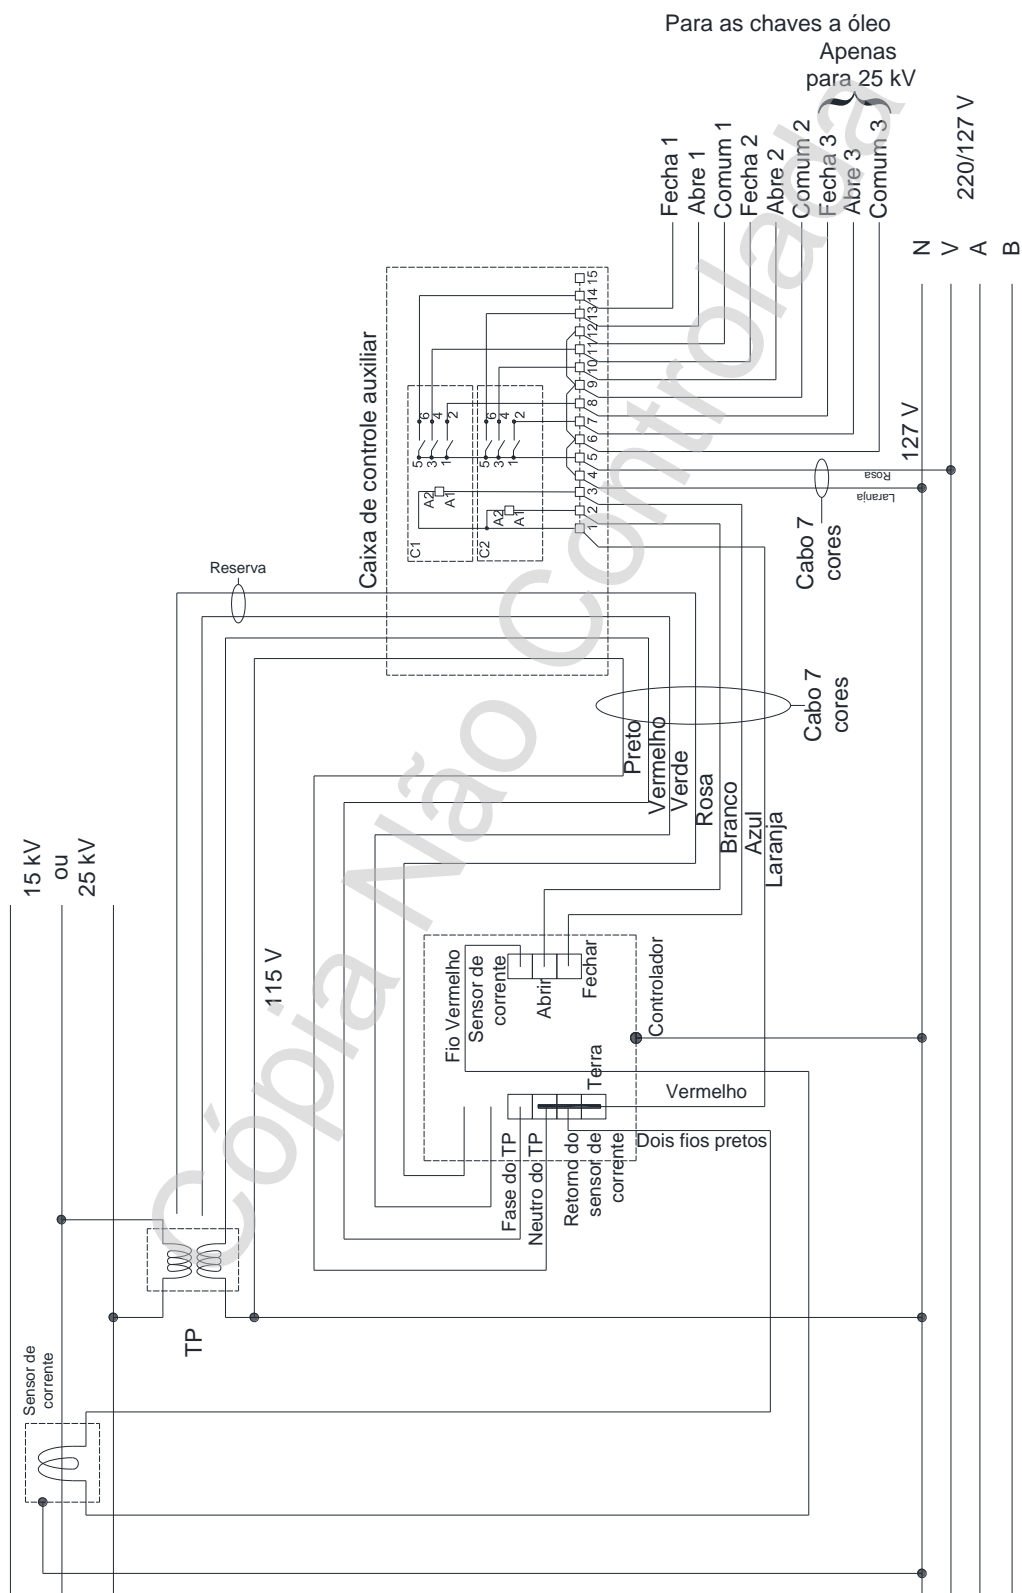 Para as chaves a óleo
Apenas
para 25 kV
Fecha 1
Abre 1
Comum 1
Fecha 2
Abre 2
Comum 2
Fecha 3
Abre 3
Comum 3
220/127 V
N
V
A
B
Caixa de controle auxiliar
15
14
13
12
11
10
9
8
7
6
5
4
3
2
1
6
4
2
5
3
1
A2
A1
C1
6
4
2
5
3
1
A2
A1
C2
127 V
Rosa
Laranja
Cabo 7
cores
Reserva
Cabo 7
cores
Preto
Vermelho
Verde
Rosa
Branco
Azul
Laranja
15 kV
ou
25 kV
115 V
Fio Vermelho
Sensor de
corrente
Abrir
Fechar
Controlador
Terra
Vermelho
Dois fios pretos
Fase do TP
Neutro do TP
Retorno do
sensor de
corrente
TP
Sensor de
corrente
Cópia Não Controlada